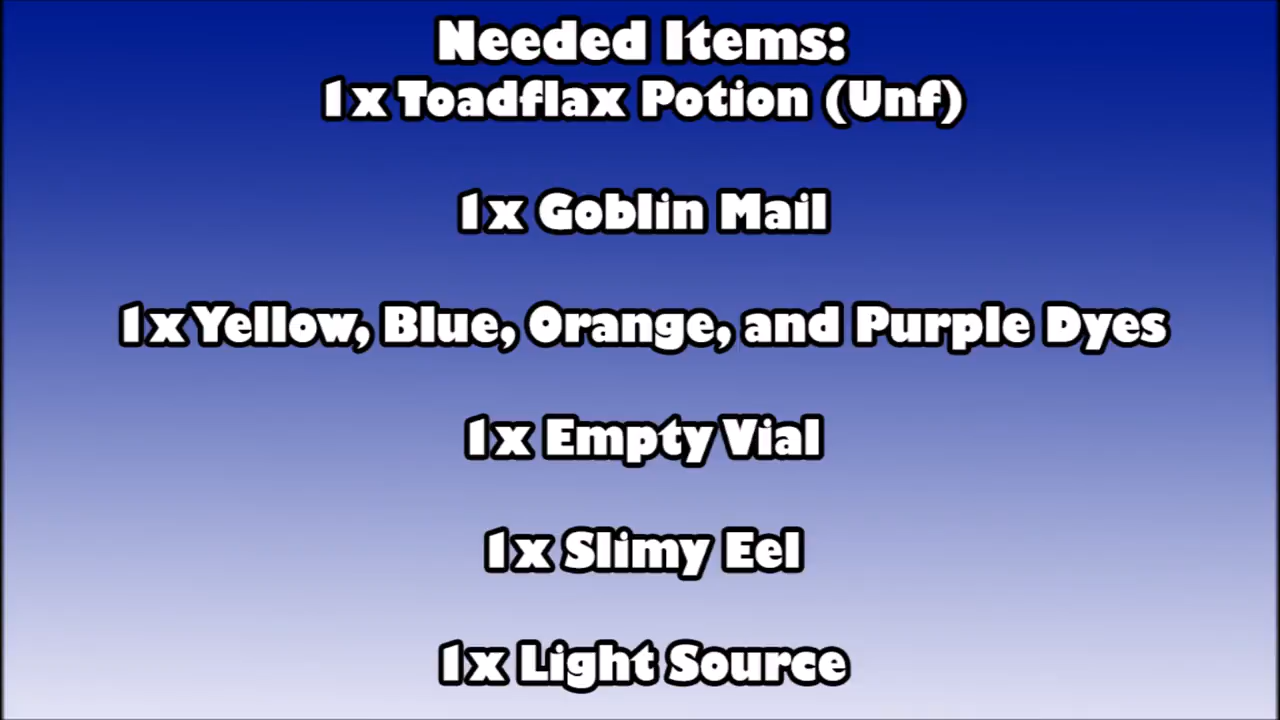 Needed Items:
1x Toadflax Potion (Unf)
1x Goblin Mail
1x Yellow, Blue, Orange, and Purple Dyes
1x Empty Vial
1x Slimy Eel
1x Light Source